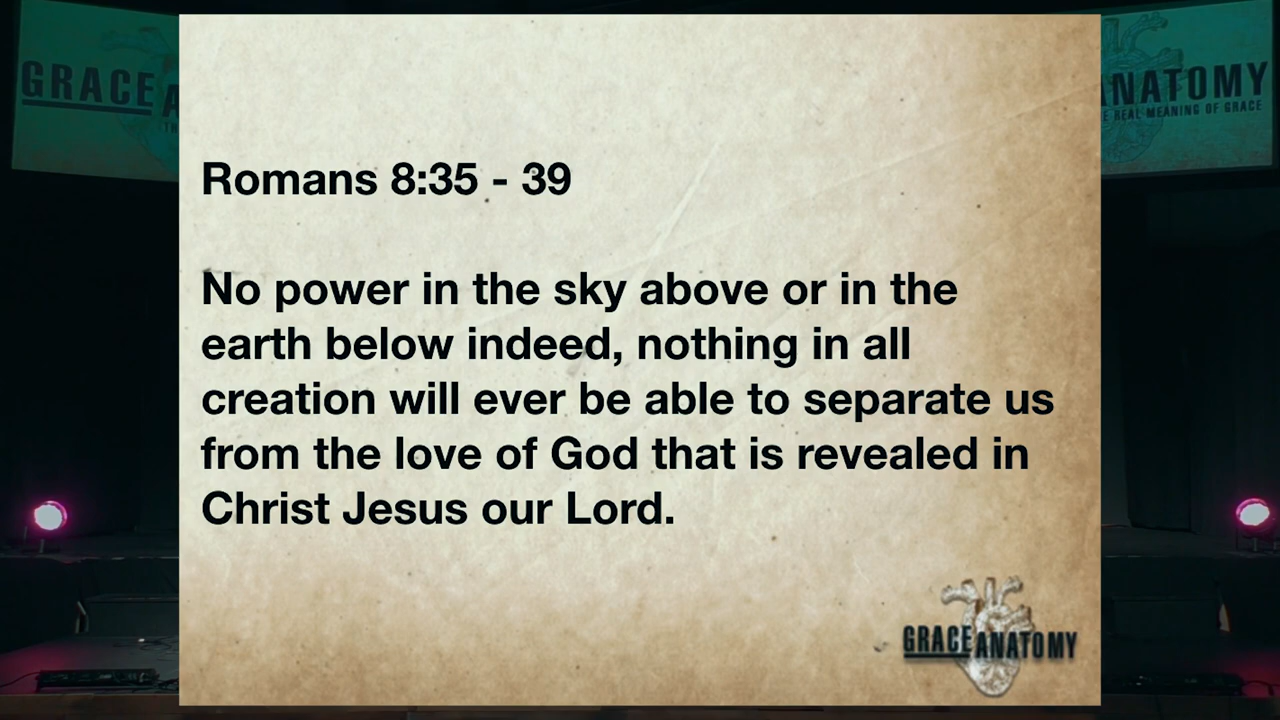 GRACE A
ANATOMY
E REAL MEANING OF GRACE
Romans 8:35 - 39
No power in the sky above or in the
earth below indeed, nothing in all
creation will ever be able to separate us
from the love of God that is revealed in
Christ Jesus our Lord.
GRACE ANATOMY